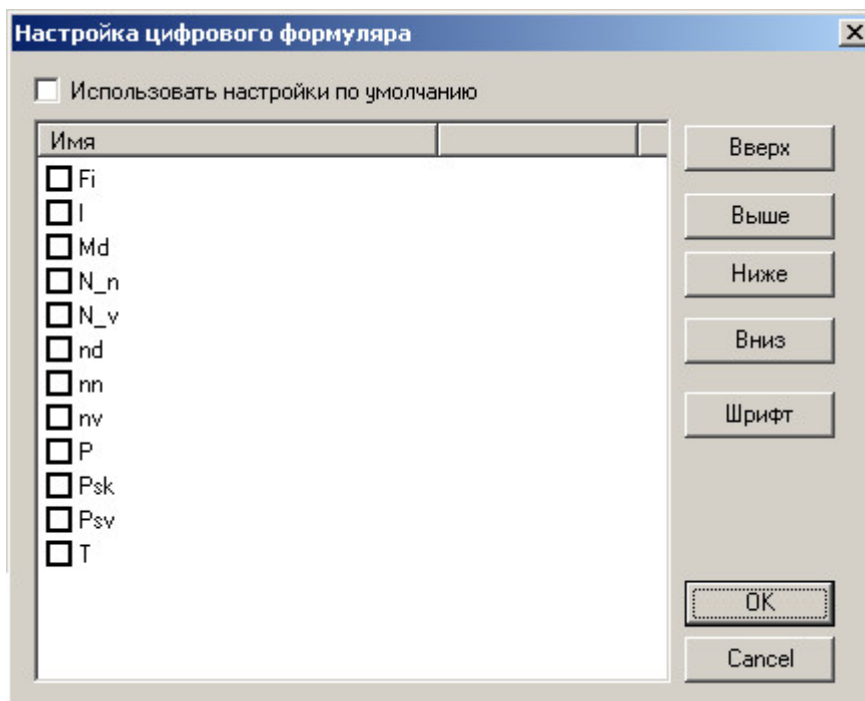 Настройка цифрового формуляра
Использовать настройки по умолчанию
Имя
Fi
I
Md
N_n
N_v
nd
nn
nv
P
Psk
Psv
T
Вверх
Выше
Ниже
Вниз
Шрифт
OK
Cancel